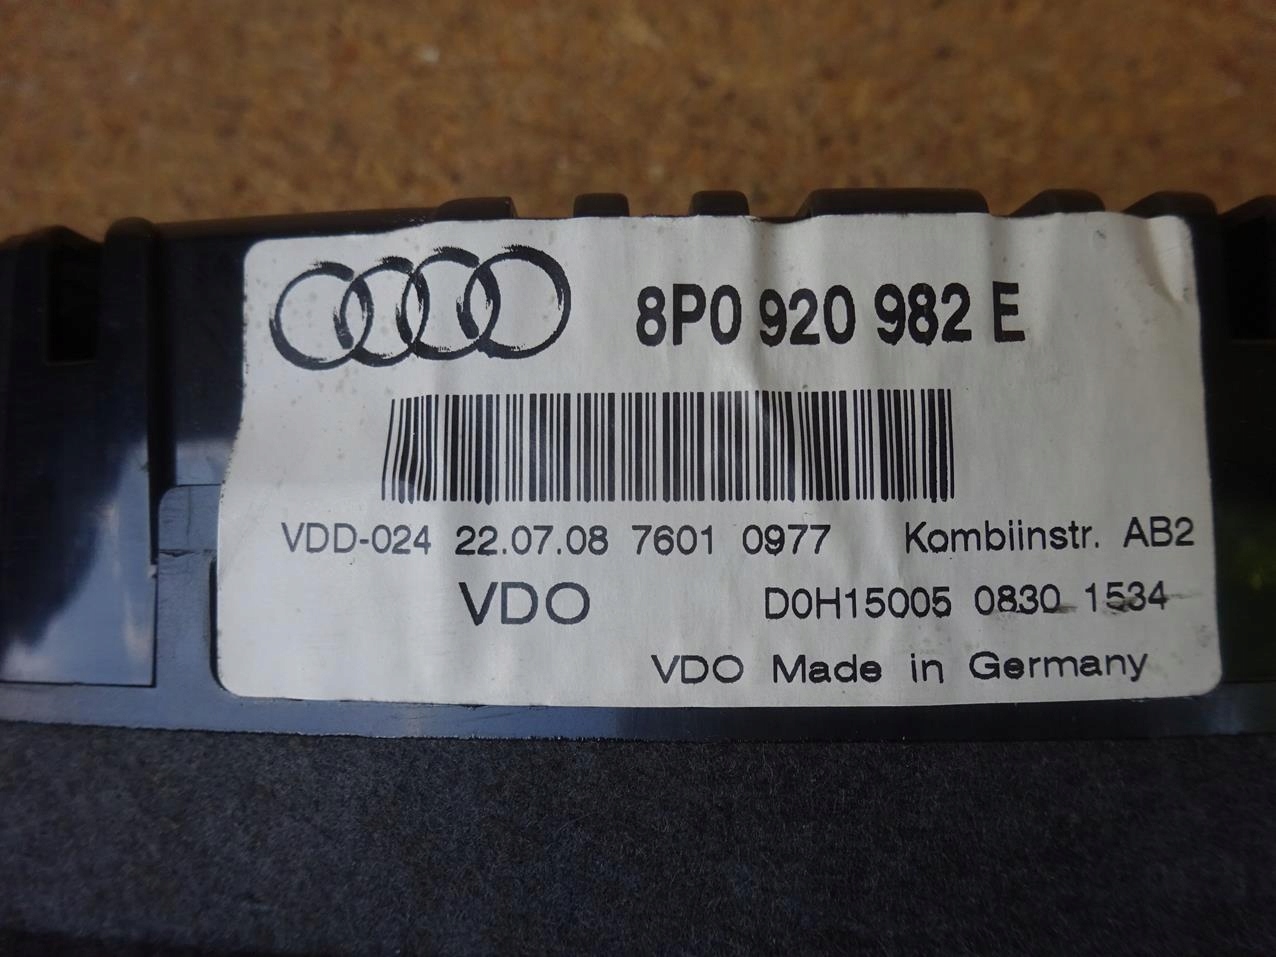 8P0 920 982 E
VDD-024 22.07.08 7601 0977 Kombiinstr. AB2
VDO D0H15005 0830 1534
VDO Made in Germany